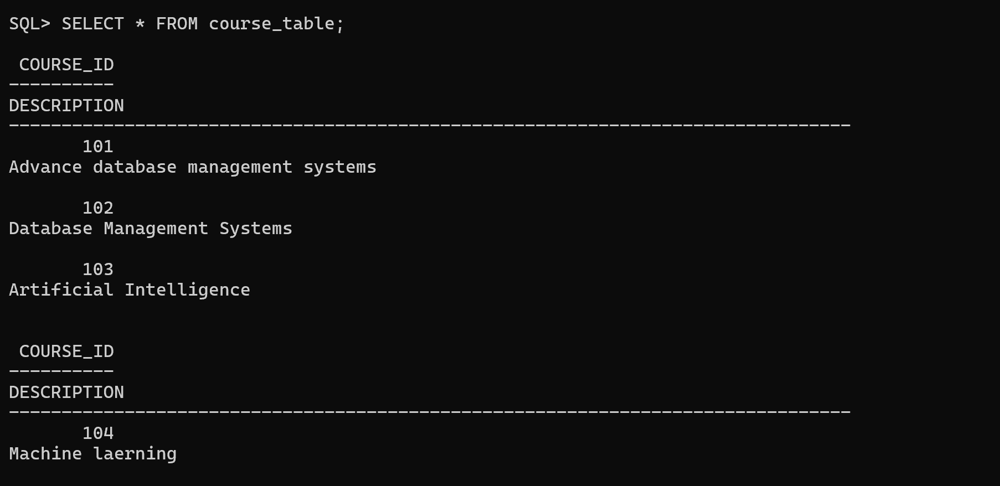 SQL> SELECT * FROM course_table;
COURSE_ID
----------
DESCRIPTION
--------------------------------------------------------------------------------
101
Advance database management systems
102
Database Management Systems
103
Artificial Intelligence
COURSE_ID
----------
DESCRIPTION
--------------------------------------------------------------------------------
104
Machine laerning